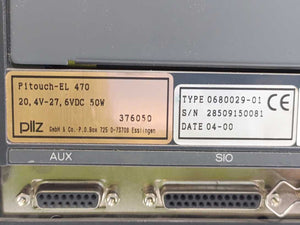 Pitouch-EL 470
20,4V-27,6VDC 50W
376050
pilz
GmbH & Co. P.O.Box 725 D-73708 Esslingen
TYPE 0680029-01
S/N 28509150081
DATE 04-00
CE
AUX
SIO